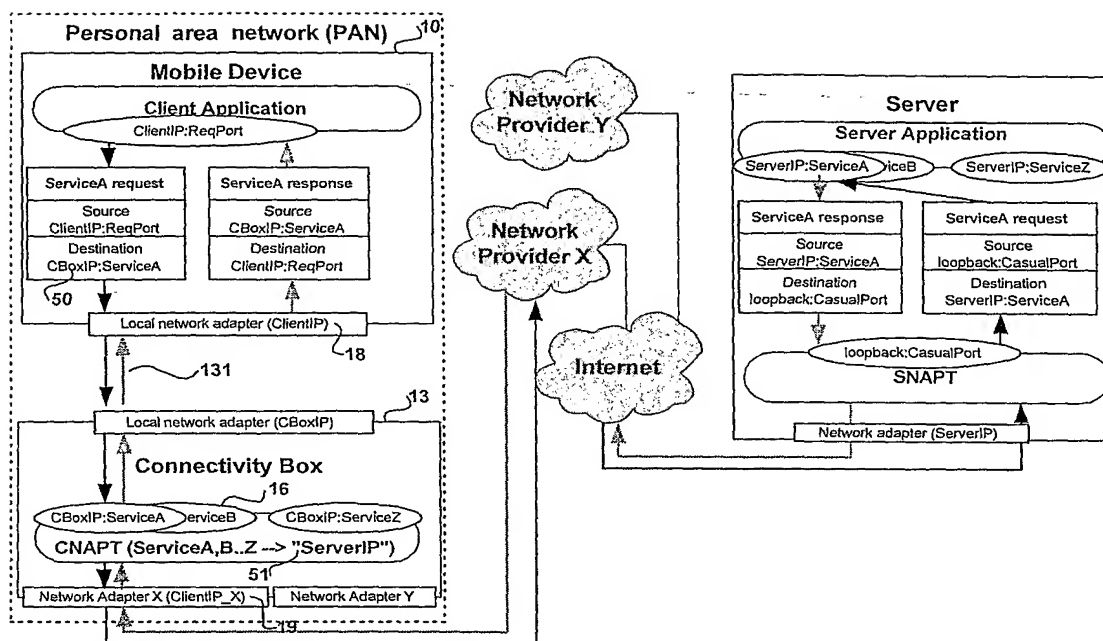 Personal area network (PAN)
10
Mobile Device
Client Application
ClientIP:ReqPort
ServiceA request
Source
ClientIP:ReqPort
Destination
CBoxIP:ServiceA
50
ServiceA response
Source
CBoxIP:ServiceA
Destination
ClientIP:ReqPort
Local network adapter (ClientIP)
18
131
13
Local network adapter (CBoxIP)
Connectivity Box
16
CBoxIP:ServiceA
erviceB
CBoxIP:ServiceZ
CNAPT (ServiceA,B..Z --> "ServerIP")
51
Network Adapter X (ClientIP_X)
Network Adapter Y
19
Network
Provider Y
Network
Provider X
Internet
Server
Server Application
ServerIP:ServiceA
iceB
ServerIP:ServiceZ
ServiceA response
Source
ServerIP:ServiceA
Destination
loopback:CasualPort
ServiceA request
Source
loopback:CasualPort
Destination
ServerIP:ServiceA
loopback:CasualPort
SNAPT
Network adapter (ServerIP)